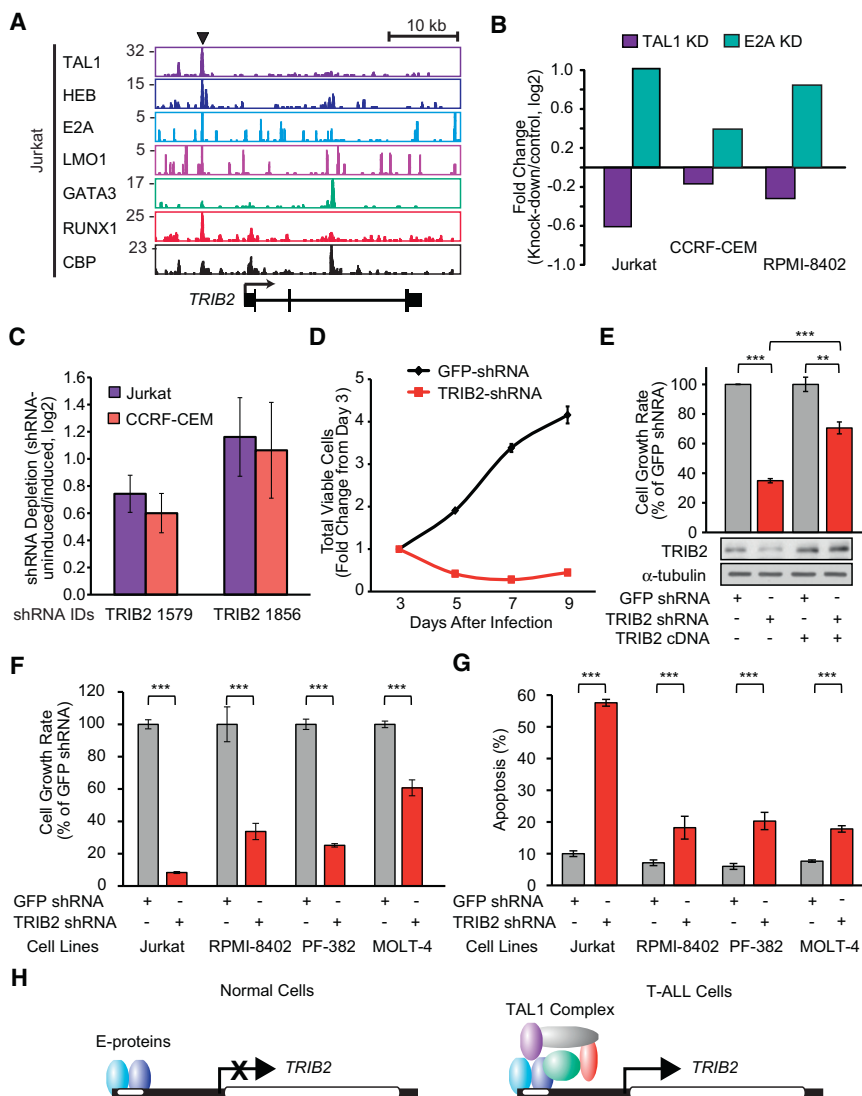 A
10 kb
Jurkat
TAL1
32
HEB
15
E2A
5
LMO1
5
GATA3
17
RUNX1
25
CBP
23
TRIB2
B
TAL1 KD
E2A KD
Fold Change
(Knock-down/control, log2)
1.0
0.6
0.2
-0.2
-0.6
-1.0
Jurkat
CCRF-CEM
RPMI-8402
C
shRNA Depletion (shRNA-
uninduced/induced, log2)
1.6
1.4
1.2
1.0
0.8
0.6
0.4
0.2
0.0
Jurkat
CCRF-CEM
shRNA IDs
TRIB2 1579
TRIB2 1856
D
GFP-shRNA
TRIB2-shRNA
Total Viable Cells
(Fold Change from Day 3)
5
4
3
2
1
0
3
5
7
9
Days After Infection
E
***
***
**
Cell Growth Rate
(% of GFP shNRA)
100
80
60
40
20
0
TRIB2
α-tubulin
GFP shRNA + - + -
TRIB2 shRNA - + - +
TRIB2 cDNA - - + +
F
Cell Growth Rate
(% of GFP shRNA)
120
100
80
60
40
20
0
*** *** *** ***
GFP shRNA + - + - + - + -
TRIB2 shRNA - + - + - + - +
Cell Lines Jurkat RPMI-8402 PF-382 MOLT-4
G
Apoptosis (%)
60
50
40
30
20
10
0
*** *** *** ***
GFP shRNA + - + - + - + -
TRIB2 shRNA - + - + - + - +
Cell Lines Jurkat RPMI-8402 PF-382 MOLT-4
H
Normal Cells
E-proteins
X
TRIB2
T-ALL Cells
TAL1 Complex
TRIB2